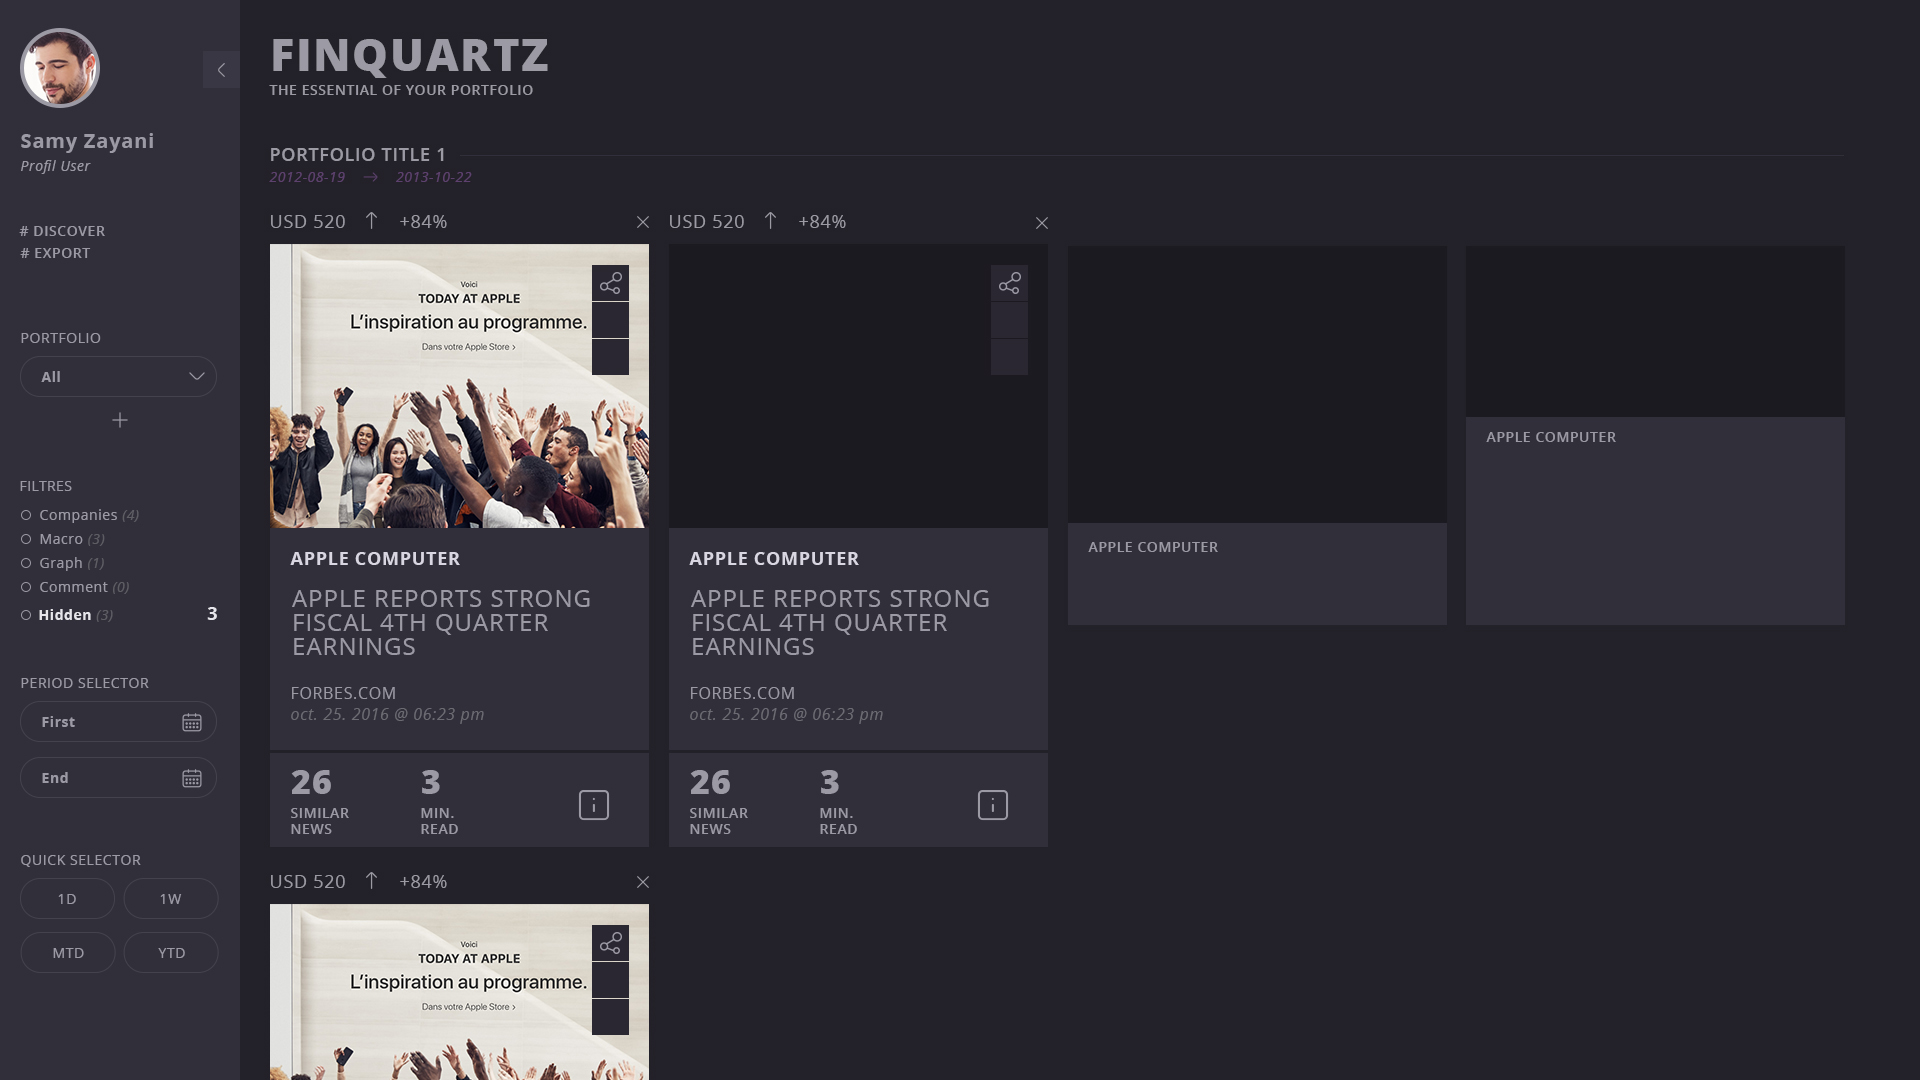 Samy Zayani
Profil User
# DISCOVER
# EXPORT
PORTFOLIO
All
FILTRES
Companies (4)
Macro (3)
Graph (1)
Comment (0)
Hidden (3) 3
PERIOD SELECTOR
First
End
QUICK SELECTOR
1D 1W
MTD YTD
FINQUARTZ
THE ESSENTIAL OF YOUR PORTFOLIO
PORTFOLIO TITLE 1
2012-08-19 → 2013-10-22
USD 520 ↑ +84%
Voici
TODAY AT APPLE
L'inspiration au programme.
Dans votre Apple Store ›
APPLE COMPUTER
APPLE REPORTS STRONG
FISCAL 4TH QUARTER
EARNINGS
FORBES.COM
oct. 25. 2016 @ 06:23 pm
26
SIMILAR
NEWS
3
MIN.
READ
USD 520 ↑ +84%
APPLE COMPUTER
APPLE REPORTS STRONG
FISCAL 4TH QUARTER
EARNINGS
FORBES.COM
oct. 25. 2016 @ 06:23 pm
26
SIMILAR
NEWS
3
MIN.
READ
APPLE COMPUTER
APPLE COMPUTER
USD 520 ↑ +84%
Voici
TODAY AT APPLE
L'inspiration au programme.
Dans votre Apple Store ›